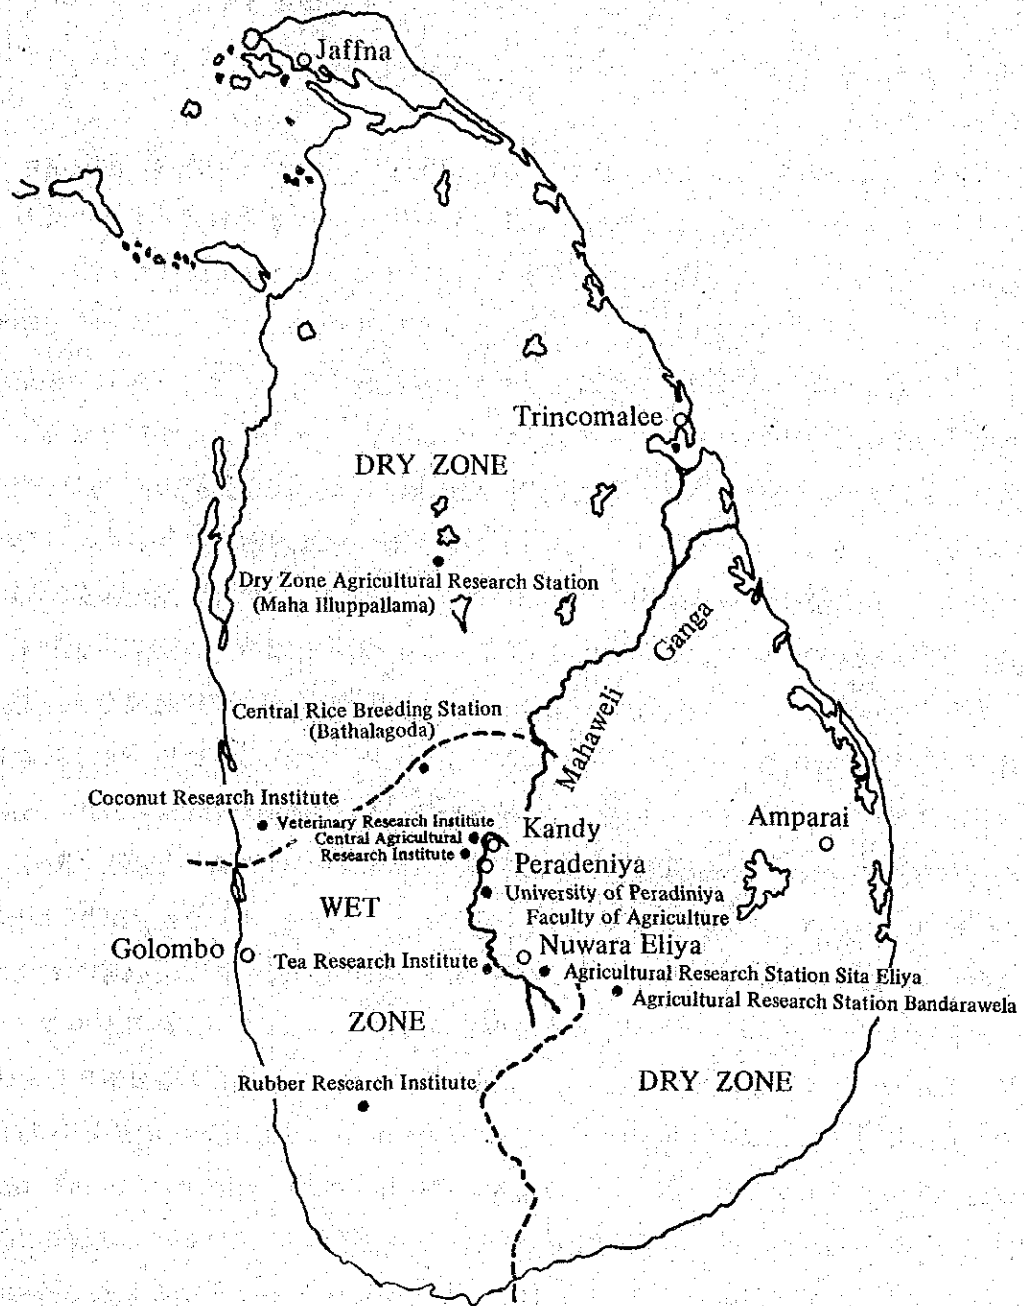 Jaffna
Trincomalee
DRY ZONE
Dry Zone Agricultural Research Station
(Maha Illuppallama)
Ganga
Mahaweli
Central Rice Breeding Station
(Bathalagoda)
Coconut Research Institute
Veterinary Research Institute
Central Agricultural
Research Institute
Kandy
Amparai
Peradeniya
University of Peradiniya
Faculty of Agriculture
WET
Golombo
Nuwara Eliya
Tea Research Institute
Agricultural Research Station Sita Eliya
Agricultural Research Station Bandarawela
ZONE
Rubber Research Institute
DRY ZONE